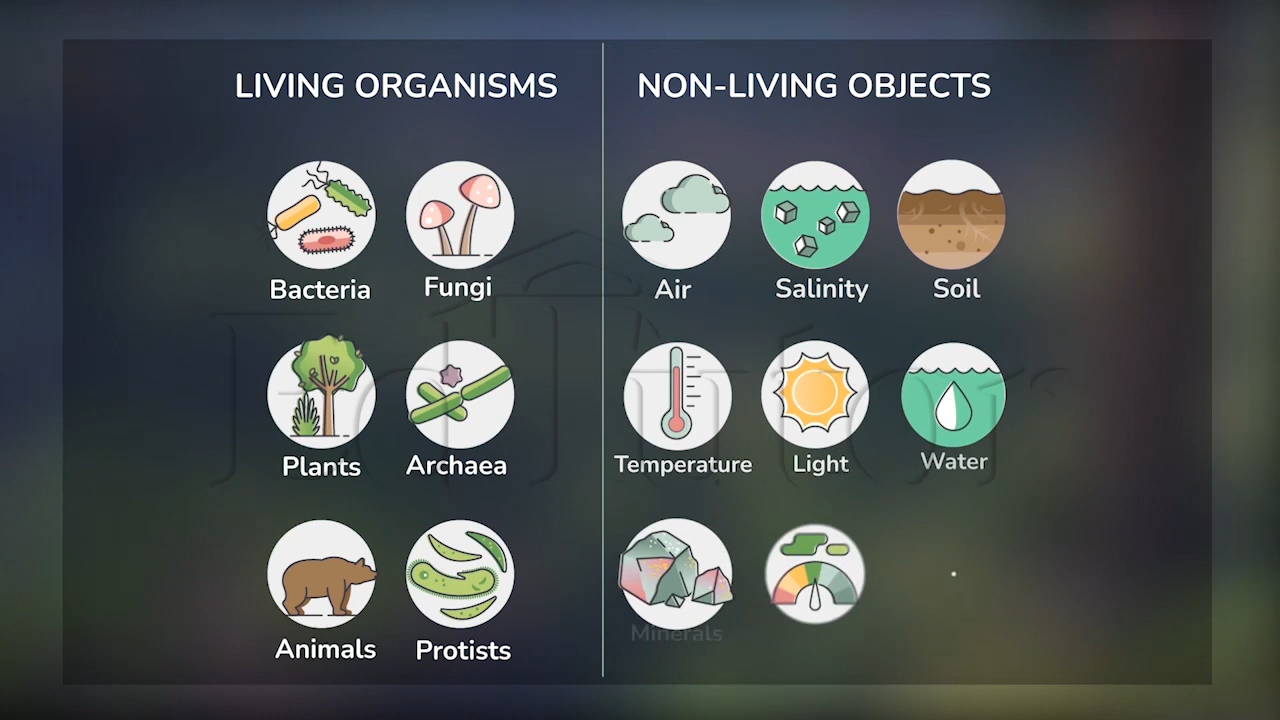 LIVING ORGANISMS
NON-LIVING OBJECTS
Bacteria
Fungi
Air
Salinity
Soil
Plants
Archaea
Temperature
Light
Water
Animals
Protists
Minerals